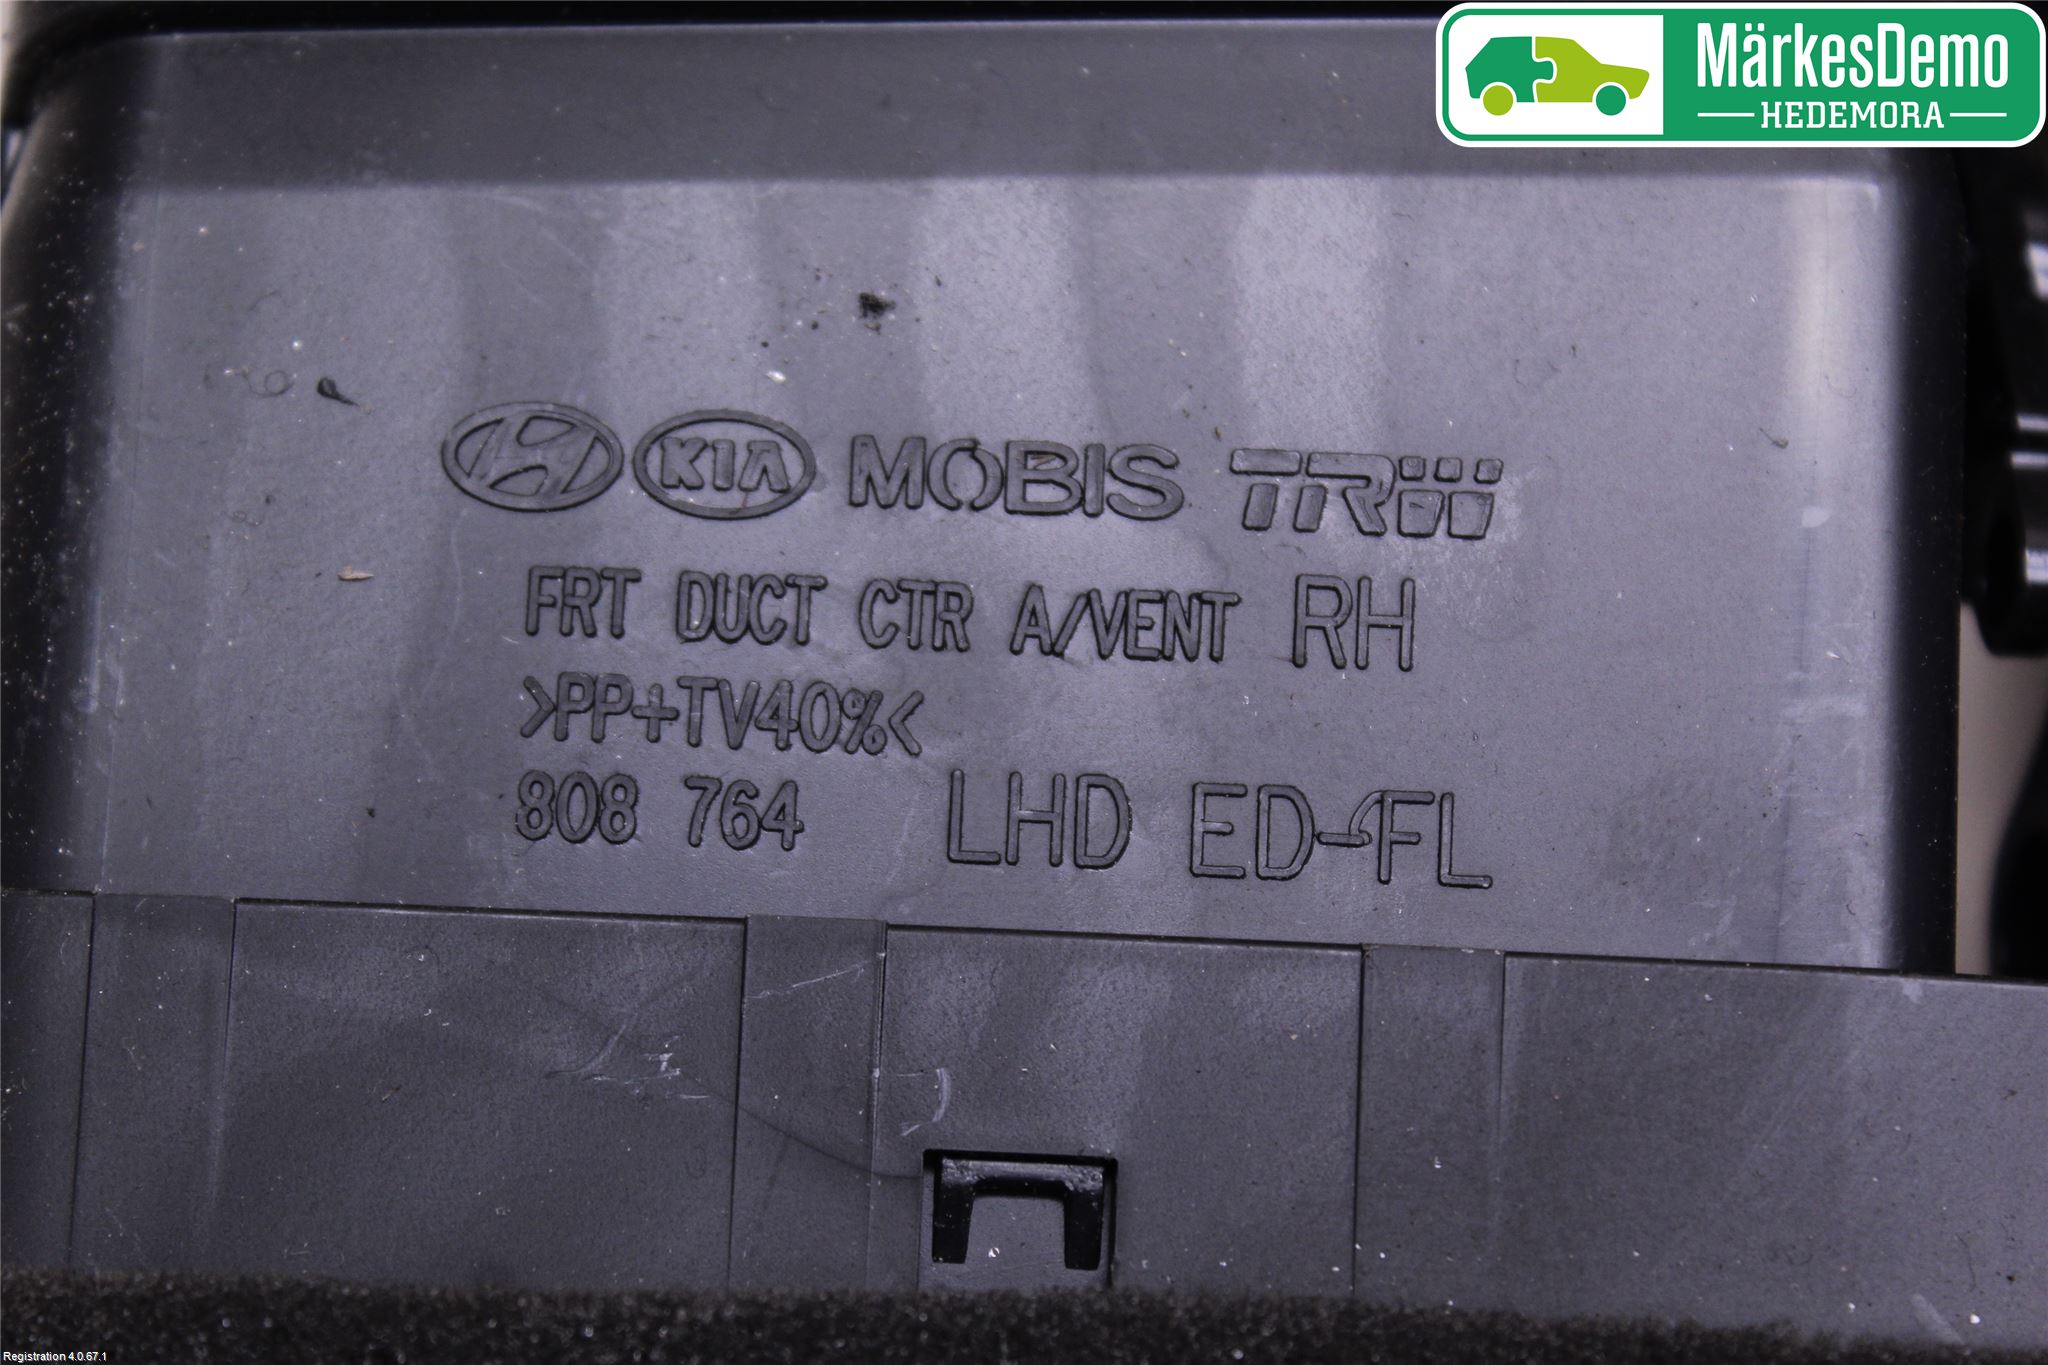 MärkesDemo
HEDEMORA
KIA MOBIS TRW
FRT DUCT CTR A/VENT RH
>PP+TV40%<
808 764 LHD ED-FL
Registration 4.0.67.1